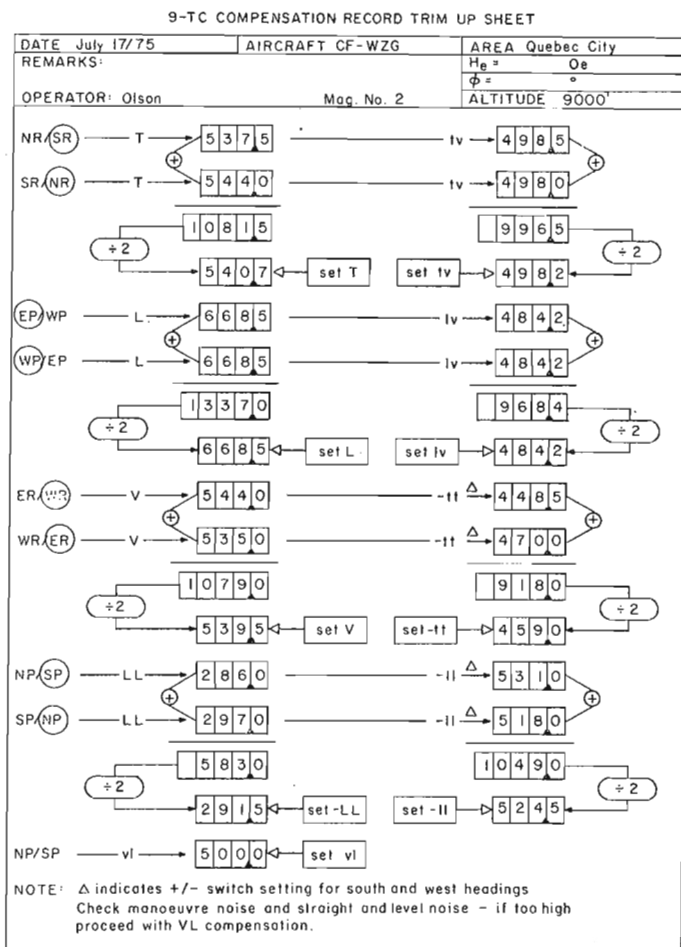 9-TC COMPENSATION RECORD TRIM UP SHEET
DATE July 17/75 AIRCRAFT CF-WZG AREA Quebec City
REMARKS: He = Oe
φ = °
OPERATOR: Olson Mag. No. 2 ALTITUDE 9000'
NR/SR T 5375 tv 4985
+ +
SR/NR T 5440 tv 4980
10815 9965
÷2 ÷2
5407 set T set tv 4982
EP/WP L 6685 lv 4842
+ +
WP/EP L 6685 lv 4842
13370 9684
÷2 ÷2
6685 set L set lv 4842
ER/WR V 5440 -tt Δ 4485
+ +
WR/ER V 5350 -tt Δ 4700
10790 9180
÷2 ÷2
5395 set V set-tt 4590
NP/SP LL 2860 -ll Δ 5310
+ +
SP/NP LL 2970 -ll Δ 5180
5830 10490
÷2 ÷2
2915 set-LL set -ll 5245
NP/SP vl 5000 set vl
NOTE: Δ indicates +/- switch setting for south and west headings
Check manoeuvre noise and straight and level noise - if too high
proceed with VL compensation.